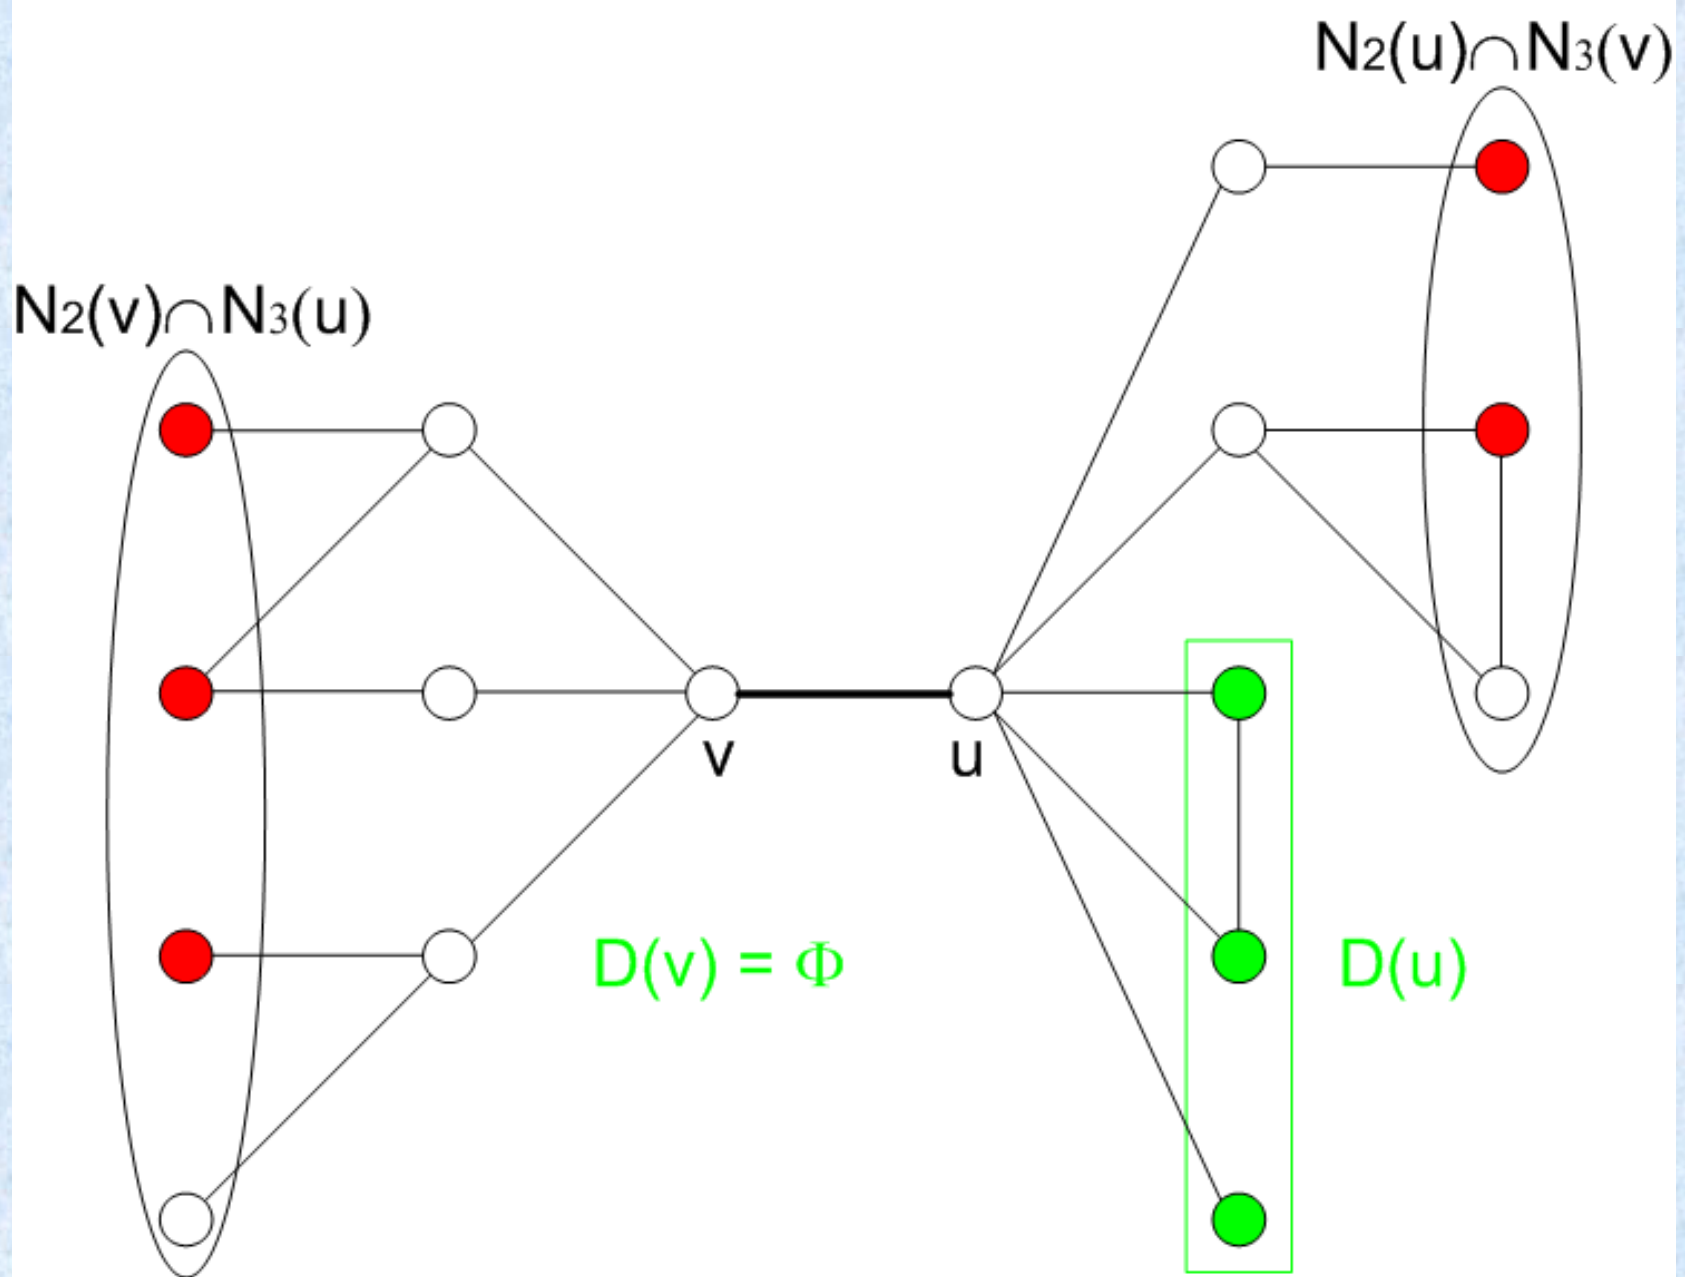 N2(u)∩N3(v)
N2(v)∩N3(u)
v
u
D(v) = Φ
D(u)